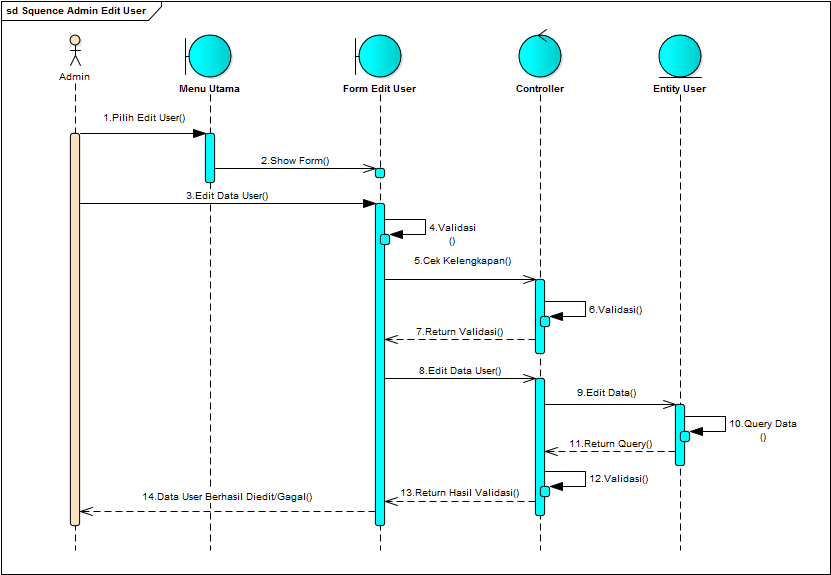 sd Squence Admin Edit User
Admin
Menu Utama
Form Edit User
Controller
Entity User
1.Pilih Edit User()
2.Show Form()
3.Edit Data User()
4.Validasi
()
5.Cek Kelengkapan()
6.Validasi()
7.Return Validasi()
8.Edit Data User()
9.Edit Data()
10.Query Data
()
11.Return Query()
12.Validasi()
13.Return Hasil Validasi()
14.Data User Berhasil Diedit/Gagal()